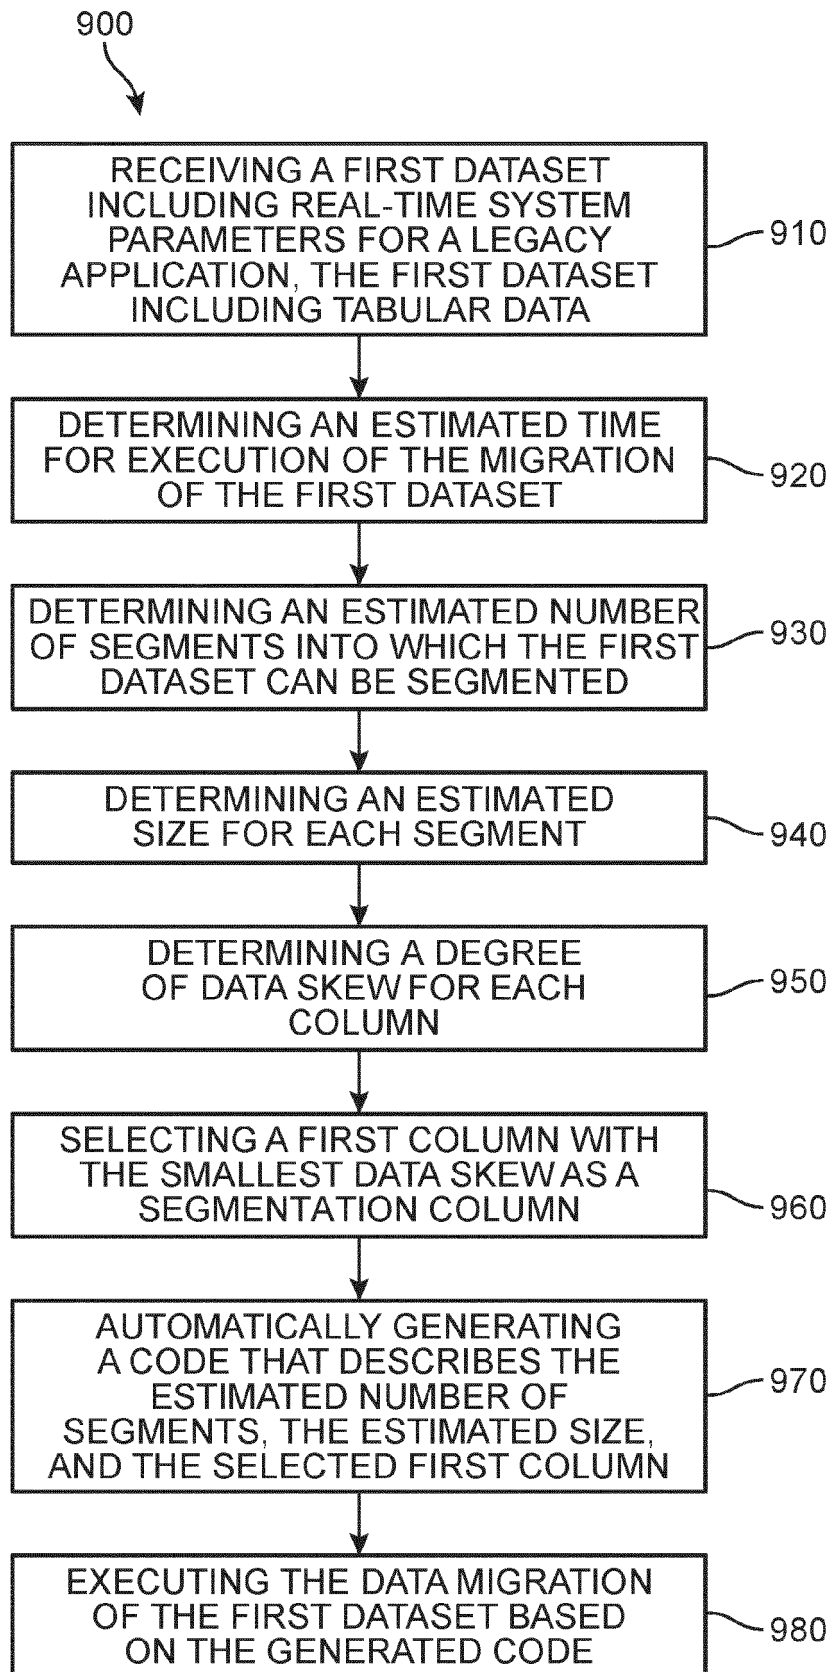 900
RECEIVING A FIRST DATASET
INCLUDING REAL-TIME SYSTEM
PARAMETERS FOR A LEGACY
APPLICATION, THE FIRST DATASET
INCLUDING TABULAR DATA
910
DETERMINING AN ESTIMATED TIME
FOR EXECUTION OF THE MIGRATION
OF THE FIRST DATASET
920
DETERMINING AN ESTIMATED NUMBER
OF SEGMENTS INTO WHICH THE FIRST
DATASET CAN BE SEGMENTED
930
DETERMINING AN ESTIMATED
SIZE FOR EACH SEGMENT
940
DETERMINING A DEGREE
OF DATA SKEW FOR EACH
COLUMN
950
SELECTING A FIRST COLUMN WITH
THE SMALLEST DATA SKEW AS A
SEGMENTATION COLUMN
960
AUTOMATICALLY GENERATING
A CODE THAT DESCRIBES THE
ESTIMATED NUMBER OF
SEGMENTS, THE ESTIMATED SIZE,
AND THE SELECTED FIRST COLUMN
970
EXECUTING THE DATA MIGRATION
OF THE FIRST DATASET BASED
ON THE GENERATED CODE
980